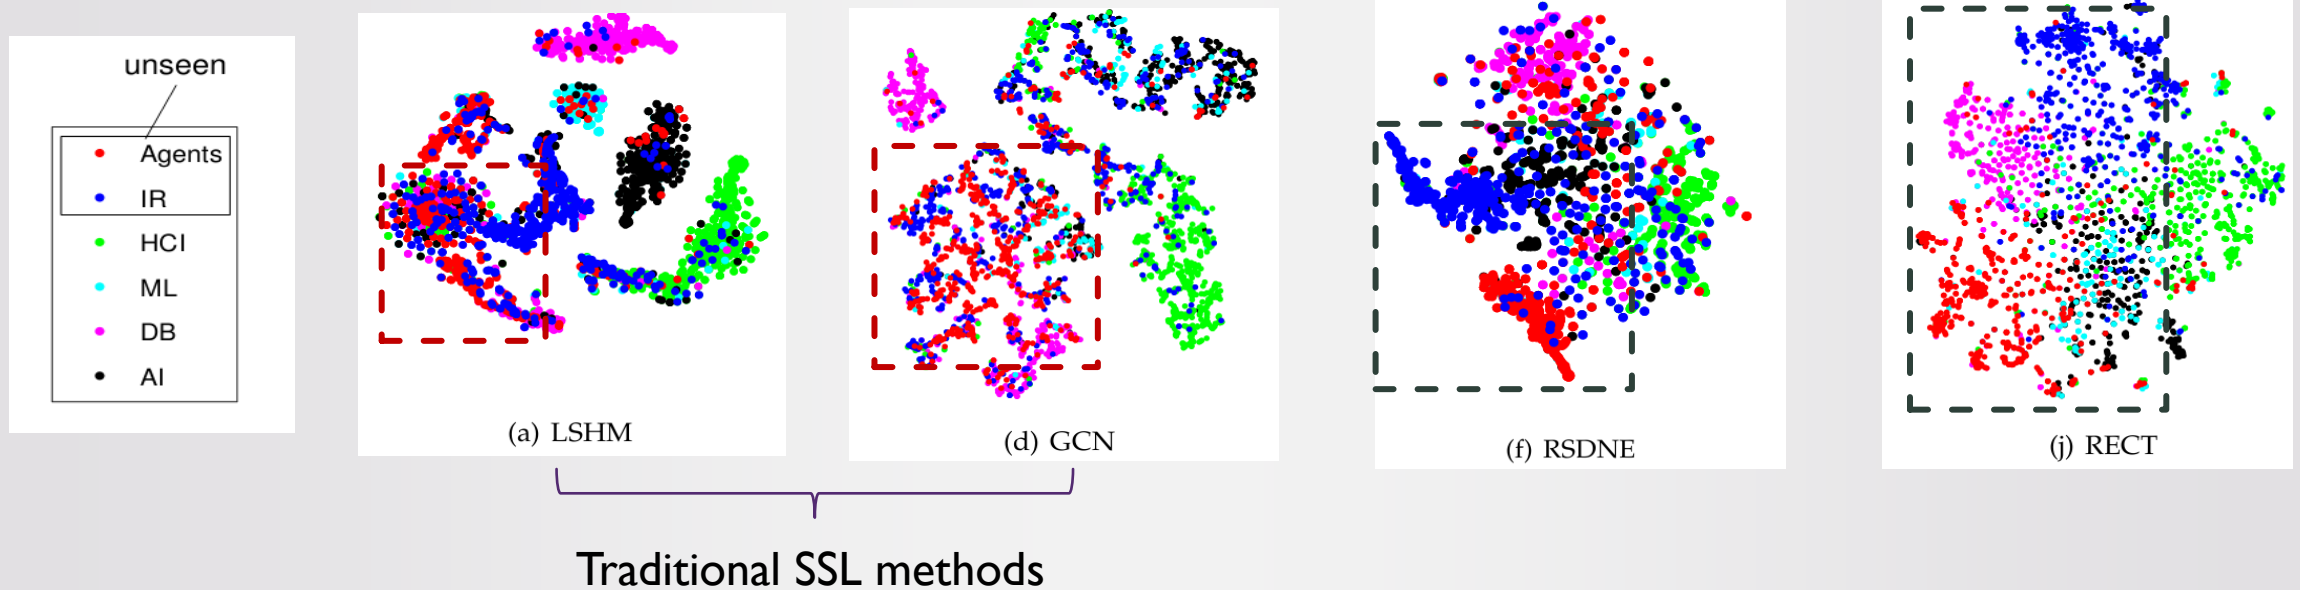 unseen
Agents
IR
HCI
ML
DB
AI
(a) LSHM
(d) GCN
(f) RSDNE
(j) RECT
Traditional SSL methods